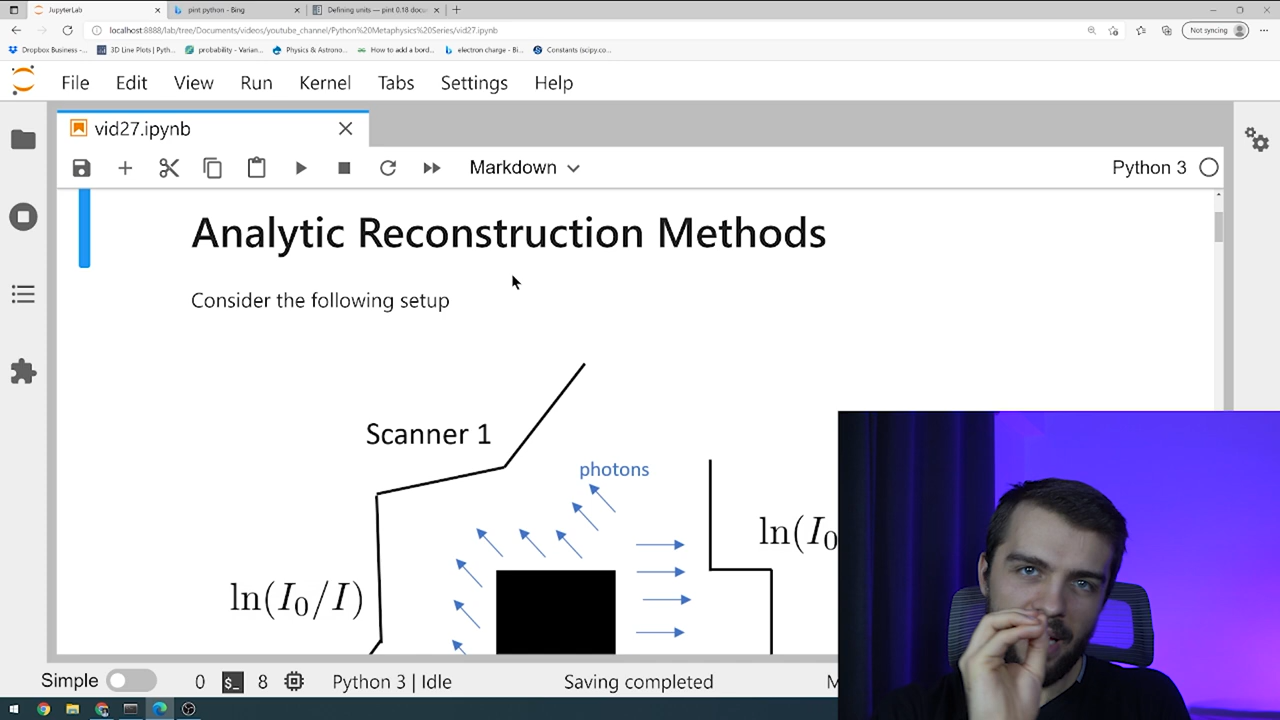 JupyterLab
pint python - Bing
Defining units — pint 0.18 docu
localhost:8888/lab/tree/Documents/videos/youtube_channel/Python%20Metaphysics%20Series/vid27.ipynb
Not syncing
Dropbox Business -...
3D Line Plots | Pyth...
probability - Varian...
Physics & Astrono...
How to add a bord...
electron charge - Bi...
Constants (scipy.co...
File
Edit
View
Run
Kernel
Tabs
Settings
Help
vid27.ipynb
Markdown
Python 3
Analytic Reconstruction Methods
Consider the following setup
Scanner 1
photons
ln(I₀
ln(I₀/I)
Simple
0
8
Python 3 | Idle
Saving completed
M